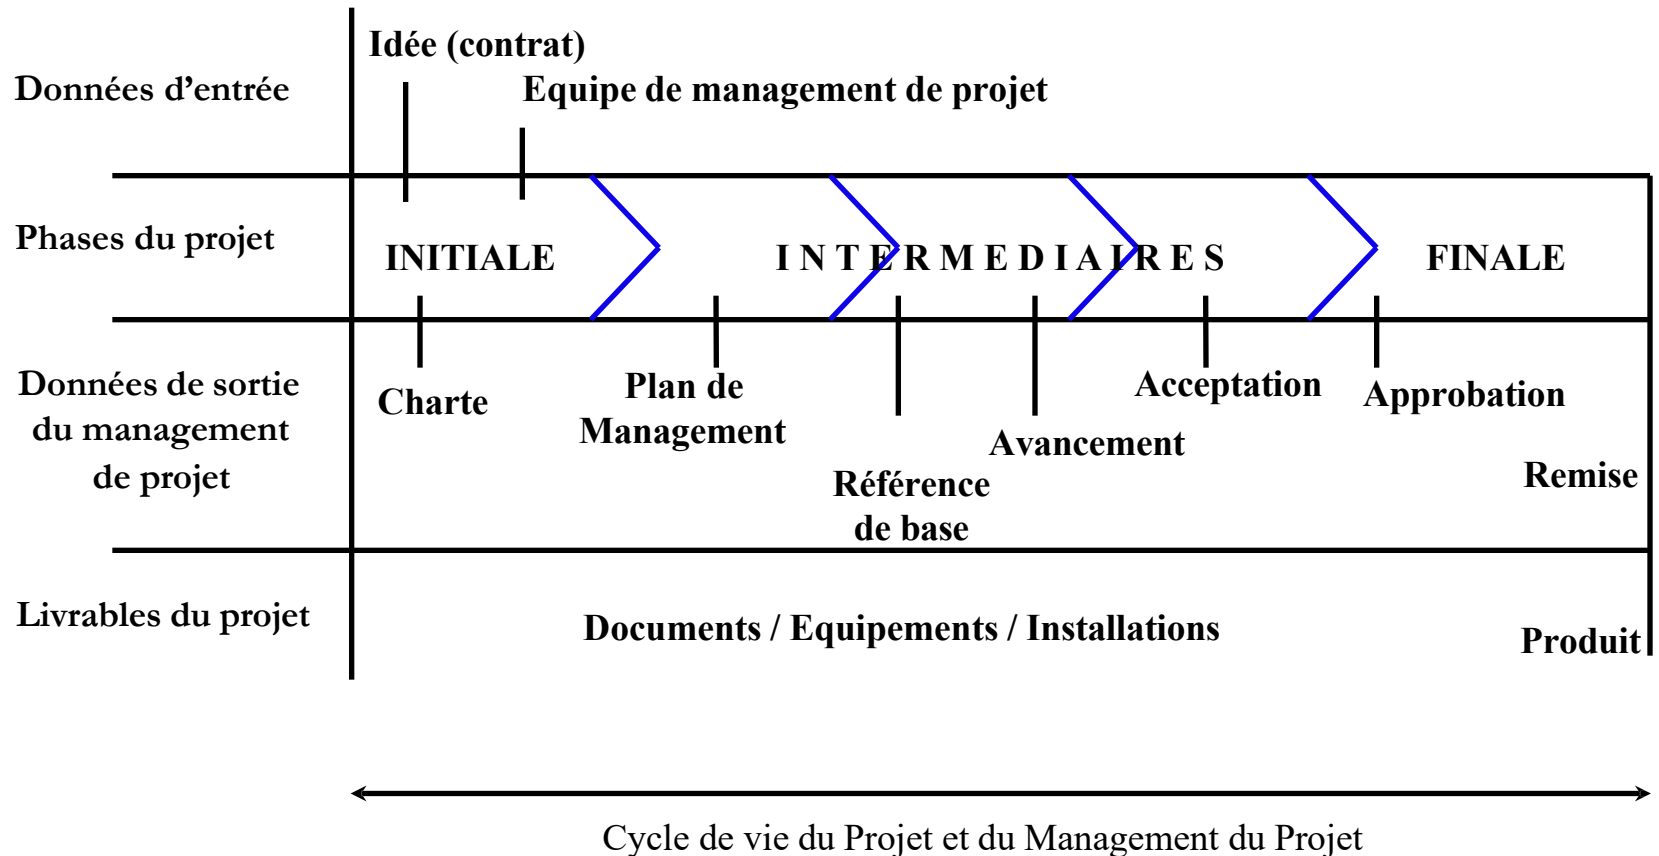 Idée (contrat)
Données d’entrée
Equipe de management de projet
Phases du projet
INITIALE
I N T E R M E D I A I R E S
FINALE
Données de sortie
du management
de projet
Charte
Plan de
Management
Référence
de base
Avancement
Acceptation
Approbation
Remise
Livrables du projet
Documents / Equipements / Installations
Produit
Cycle de vie du Projet et du Management du Projet